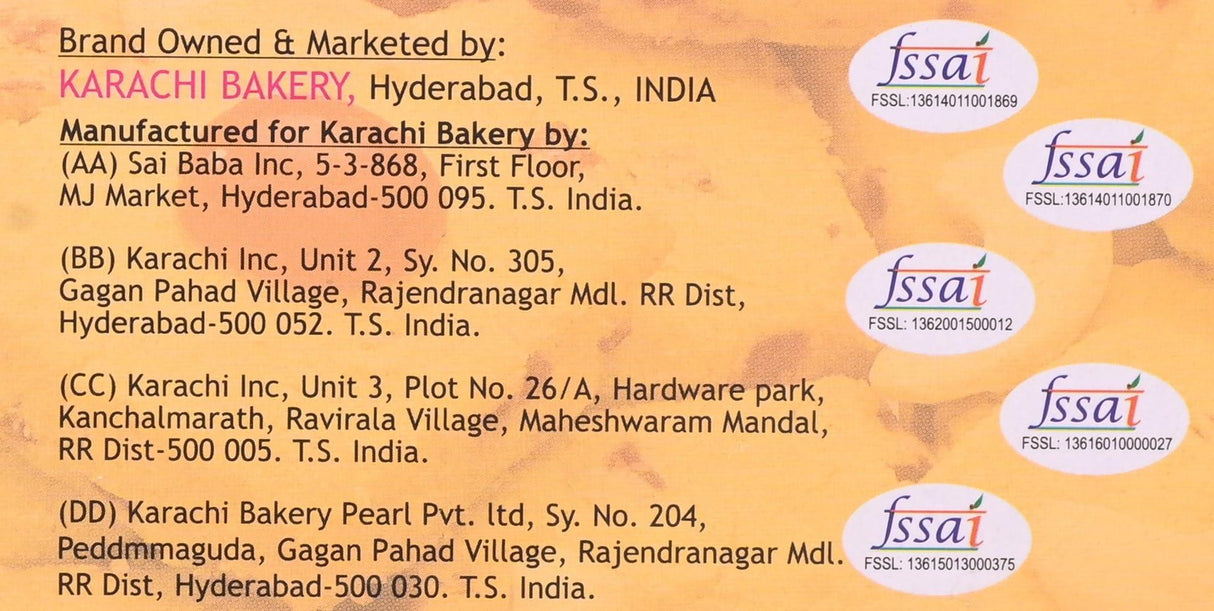 Brand Owned & Marketed by:
KARACHI BAKERY, Hyderabad, T.S., INDIA
fssai
FSSL:13614011001869
Manufactured for Karachi Bakery by:
(AA) Sai Baba Inc, 5-3-868, First Floor,
MJ Market, Hyderabad-500 095. T.S. India.
fssai
FSSL:13614011001870
(BB) Karachi Inc, Unit 2, Sy. No. 305,
Gagan Pahad Village, Rajendranagar Mdl. RR Dist,
Hyderabad-500 052. T.S. India.
fssai
FSSL: 1362001500012
(CC) Karachi Inc, Unit 3, Plot No. 26/A, Hardware park,
Kanchalmarath, Ravirala Village, Maheshwaram Mandal,
RR Dist-500 005. T.S. India.
fssai
FSSL: 13616010000027
(DD) Karachi Bakery Pearl Pvt. ltd, Sy. No. 204,
Peddmmaguda, Gagan Pahad Village, Rajendranagar Mdl.
RR Dist, Hyderabad-500 030. T.S. India.
fssai
FSSL: 13615013000375